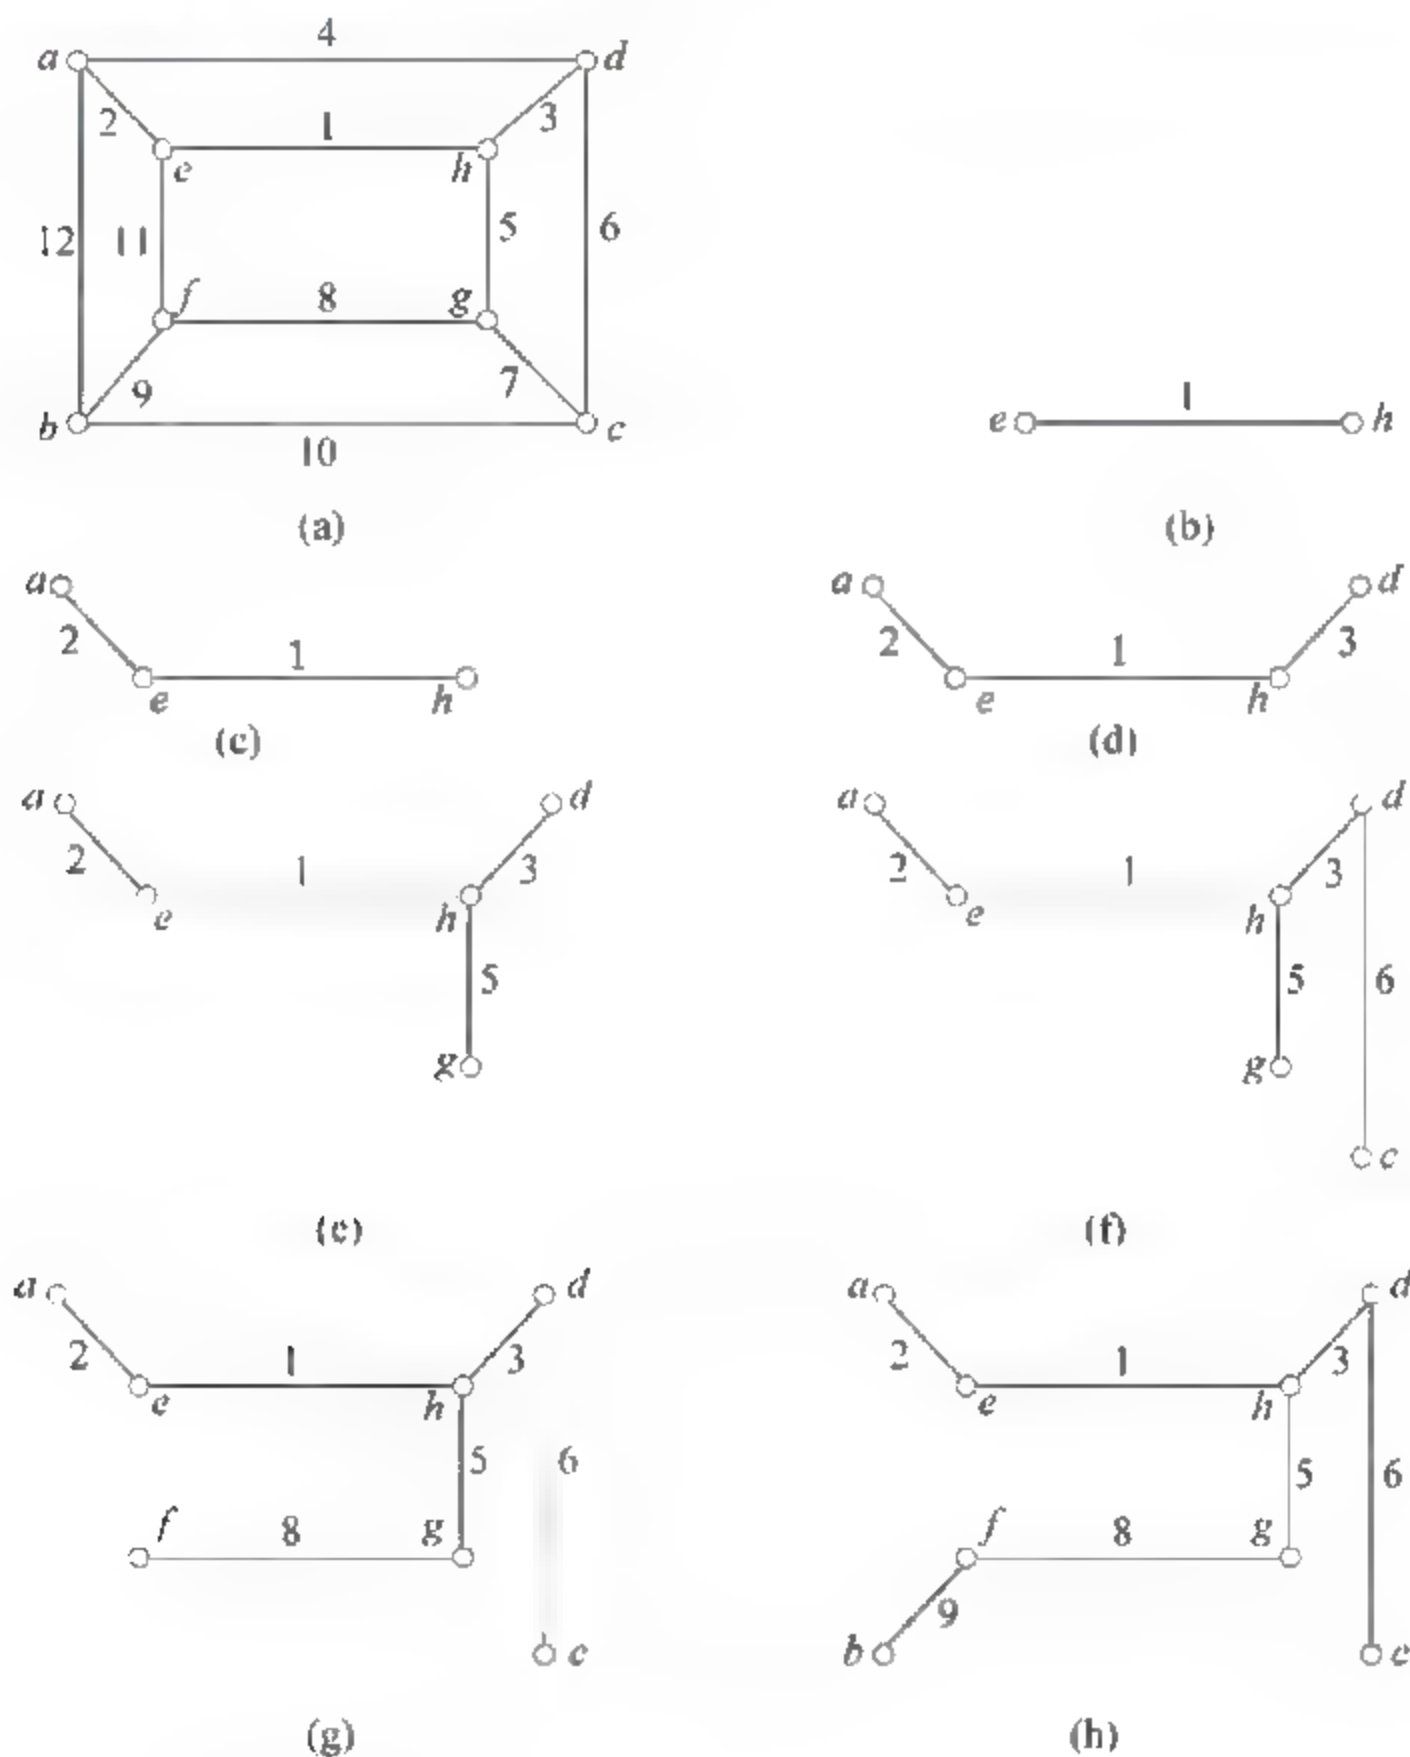 4
a d
2 1 3
e h
12 11 5 6
f 8 g
9 7
b c
10
1
e h
(a) (b)
a a d
2 1 2 1 3
e h e h
(c) (d)
a d a d
2 1 3 2 1 3
e h e h
5 5 6
g g
c
(e) (f)
a d a d
2 1 3 2 1 3
e h e h
5 6 5 6
f 8 g f 8 g
9
c b c
(g) (h)